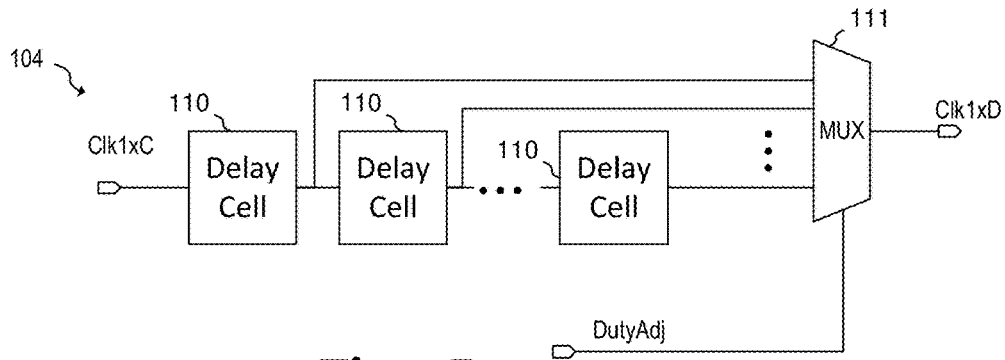 111
104
110
110
Clk1xC
Delay
Cell
Delay
Cell
110
Delay
Cell
MUX
Clk1xD
DutyAdj